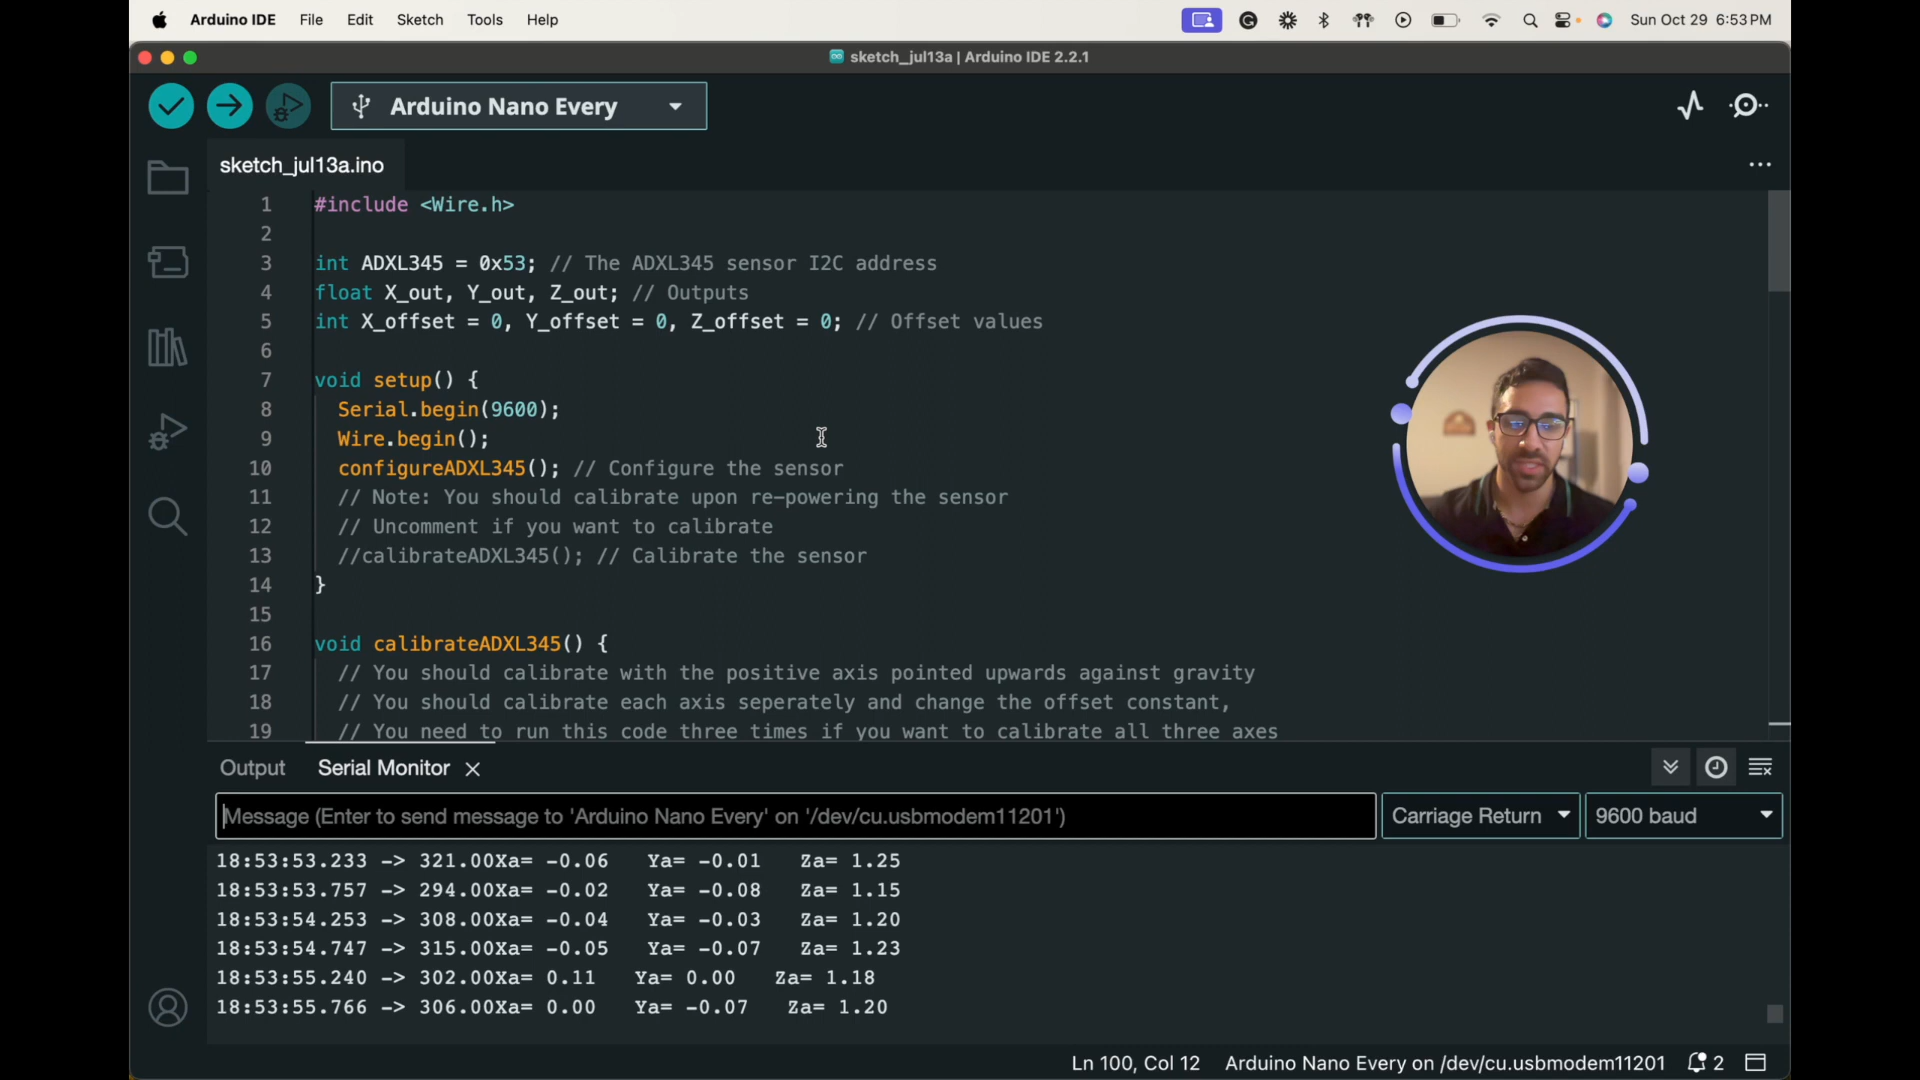 Arduino IDE File Edit Sketch Tools Help Sun Oct 29 6:53 PM
sketch_jul13a | Arduino IDE 2.2.1
Arduino Nano Every
sketch_jul13a.ino
1 #include <Wire.h>
2
3 int ADXL345 = 0x53; // The ADXL345 sensor I2C address
4 float X_out, Y_out, Z_out; // Outputs
5 int X_offset = 0, Y_offset = 0, Z_offset = 0; // Offset values
6
7 void setup() {
8 Serial.begin(9600);
9 Wire.begin();
10 configureADXL345(); // Configure the sensor
11 // Note: You should calibrate upon re-powering the sensor
12 // Uncomment if you want to calibrate
13 //calibrateADXL345(); // Calibrate the sensor
14 }
15
16 void calibrateADXL345() {
17 // You should calibrate with the positive axis pointed upwards against gravity
18 // You should calibrate each axis seperately and change the offset constant,
19 // You need to run this code three times if you want to calibrate all three axes
Output Serial Monitor
Message (Enter to send message to 'Arduino Nano Every' on '/dev/cu.usbmodem11201') Carriage Return 9600 baud
18:53:53.233 -> 321.00Xa= -0.06 Ya= -0.01 Za= 1.25
18:53:53.757 -> 294.00Xa= -0.02 Ya= -0.08 Za= 1.15
18:53:54.253 -> 308.00Xa= -0.04 Ya= -0.03 Za= 1.20
18:53:54.747 -> 315.00Xa= -0.05 Ya= -0.07 Za= 1.23
18:53:55.240 -> 302.00Xa= 0.11 Ya= 0.00 Za= 1.18
18:53:55.766 -> 306.00Xa= 0.00 Ya= -0.07 Za= 1.20
Ln 100, Col 12 Arduino Nano Every on /dev/cu.usbmodem11201 2